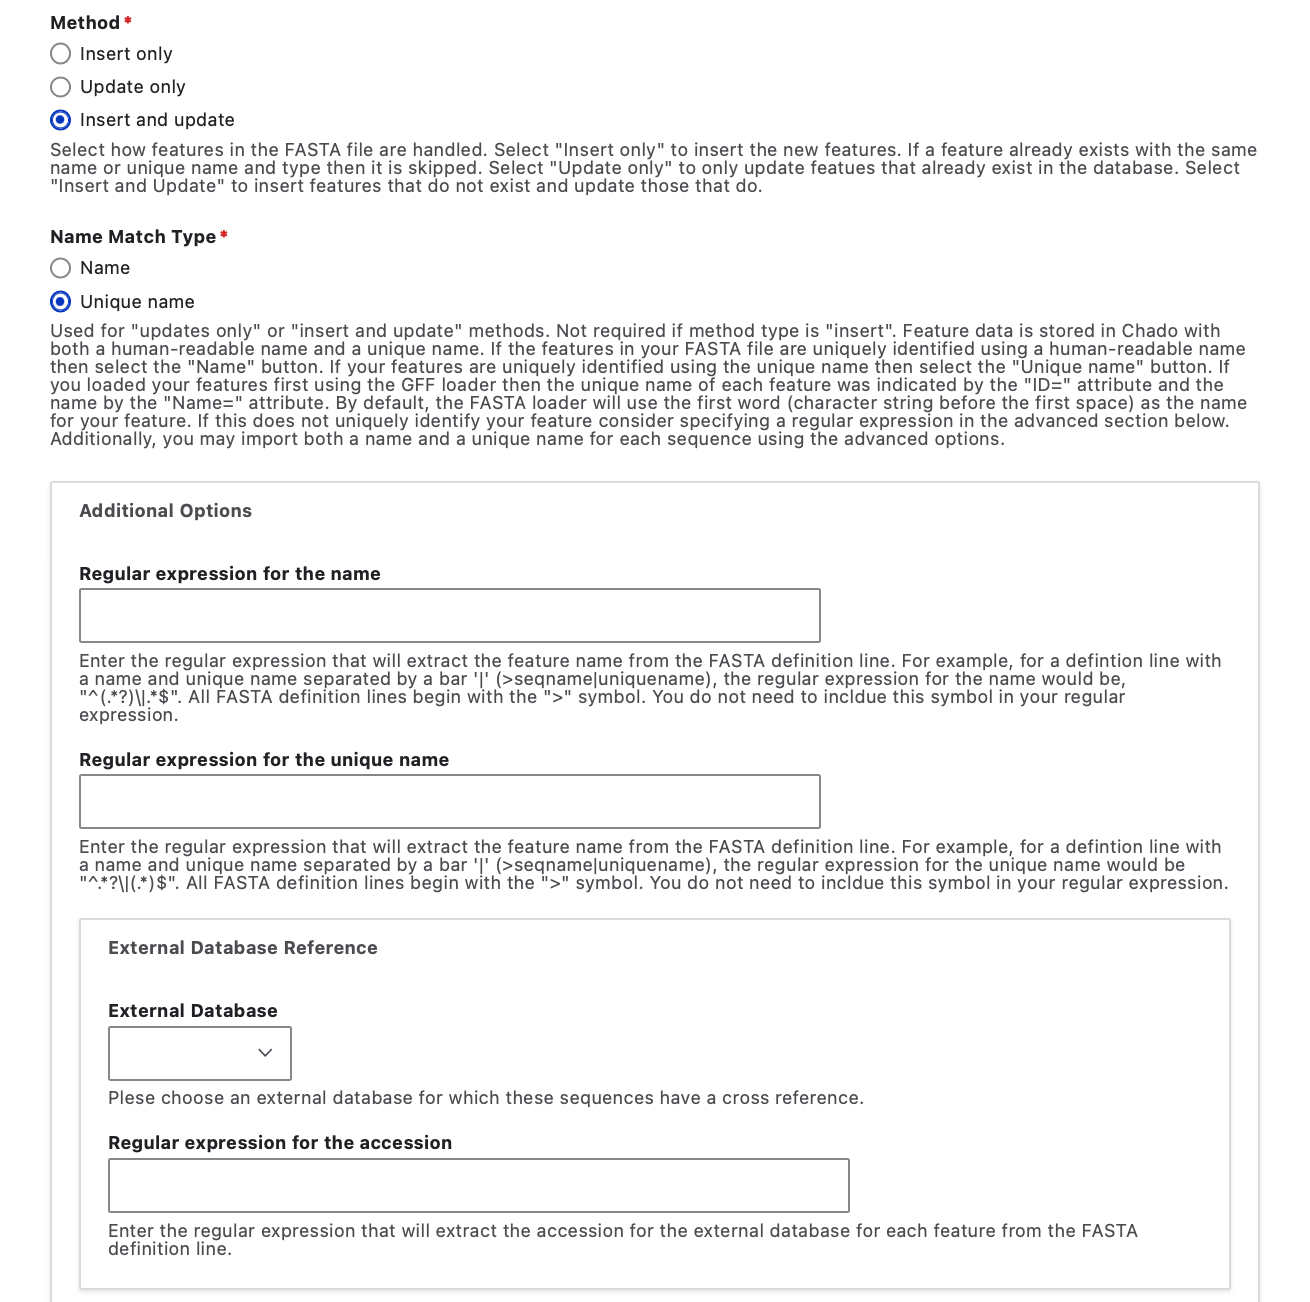 Method*
Insert only
Update only
Insert and update
Select how features in the FASTA file are handled. Select "Insert only" to insert the new features. If a feature already exists with the same
name or unique name and type then it is skipped. Select "Update only" to only update featues that already exist in the database. Select
"Insert and Update" to insert features that do not exist and update those that do.
Name Match Type*
Name
Unique name
Used for "updates only" or "insert and update" methods. Not required if method type is "insert". Feature data is stored in Chado with
both a human-readable name and a unique name. If the features in your FASTA file are uniquely identified using a human-readable name
then select the "Name" button. If your features are uniquely identified using the unique name then select the "Unique name" button. If
you loaded your features first using the GFF loader then the unique name of each feature was indicated by the "ID=" attribute and the
name by the "Name=" attribute. By default, the FASTA loader will use the first word (character string before the first space) as the name
for your feature. If this does not uniquely identify your feature consider specifying a regular expression in the advanced section below.
Additionally, you may import both a name and a unique name for each sequence using the advanced options.
Additional Options
Regular expression for the name
Enter the regular expression that will extract the feature name from the FASTA definition line. For example, for a defintion line with
a name and unique name separated by a bar '|' (>seqname|uniquename), the regular expression for the name would be,
"^(.*?)\|.*$". All FASTA definition lines begin with the ">" symbol. You do not need to incldue this symbol in your regular
expression.
Regular expression for the unique name
Enter the regular expression that will extract the feature name from the FASTA definition line. For example, for a defintion line with
a name and unique name separated by a bar '|' (>seqname|uniquename), the regular expression for the unique name would be
"^.*?\|(.*)$". All FASTA definition lines begin with the ">" symbol. You do not need to incldue this symbol in your regular expression.
External Database Reference
External Database
Plese choose an external database for which these sequences have a cross reference.
Regular expression for the accession
Enter the regular expression that will extract the accession for the external database for each feature from the FASTA
definition line.